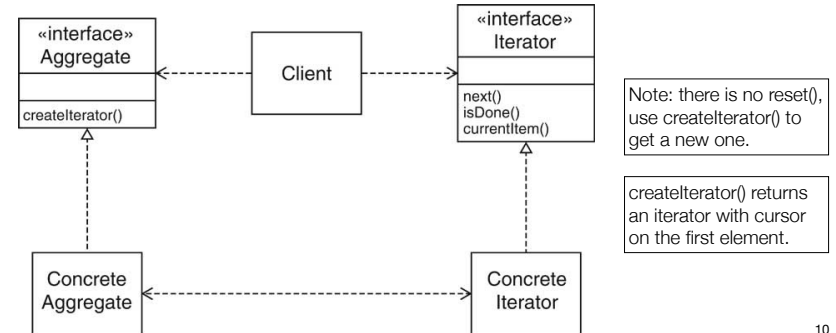 «interface»
Aggregate
createIterator()
Client
«interface»
Iterator
next()
isDone()
currentItem()
Note: there is no reset(),
use createIterator() to
get a new one.
createIterator() returns
an iterator with cursor
on the first element.
Concrete
Aggregate
Concrete
Iterator
10